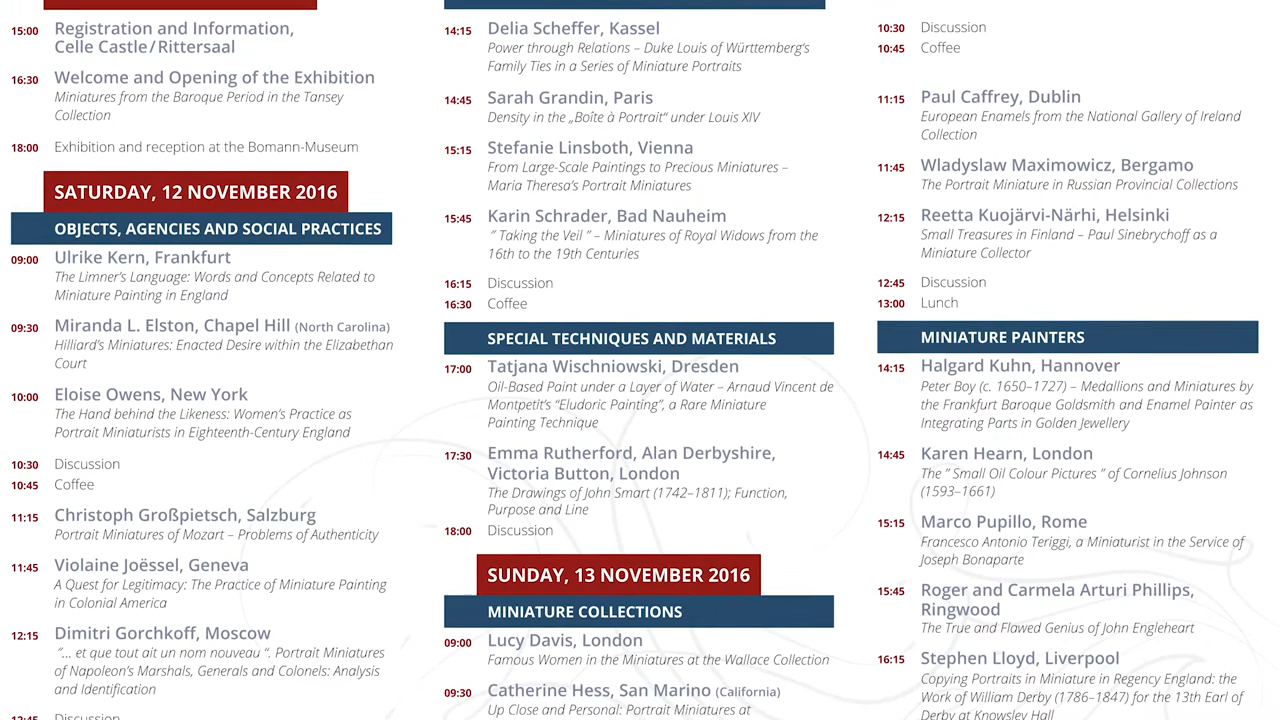 15:00 Registration and Information,
Celle Castle/Rittersaal
16:30 Welcome and Opening of the Exhibition
Miniatures from the Baroque Period in the Tansey
Collection
18:00 Exhibition and reception at the Bomann-Museum
SATURDAY, 12 NOVEMBER 2016
OBJECTS, AGENCIES AND SOCIAL PRACTICES
09:00 Ulrike Kern, Frankfurt
The Limner's Language: Words and Concepts Related to
Miniature Painting in England
09:30 Miranda L. Elston, Chapel Hill (North Carolina)
Hilliard's Miniatures: Enacted Desire within the Elizabethan
Court
10:00 Eloise Owens, New York
The Hand behind the Likeness: Women's Practice as
Portrait Miniaturists in Eighteenth-Century England
10:30 Discussion
10:45 Coffee
11:15 Christoph Großpietsch, Salzburg
Portrait Miniatures of Mozart – Problems of Authenticity
11:45 Violaine Joëssel, Geneva
A Quest for Legitimacy: The Practice of Miniature Painting
in Colonial America
12:15 Dimitri Gorchkoff, Moscow
"… et que tout ait un nom nouveau ". Portrait Miniatures
of Napoleon's Marshals, Generals and Colonels: Analysis
and Identification
12:45 Discussion
14:15 Delia Scheffer, Kassel
Power through Relations – Duke Louis of Württemberg's
Family Ties in a Series of Miniature Portraits
14:45 Sarah Grandin, Paris
Density in the „Boîte à Portrait“ under Louis XIV
15:15 Stefanie Linsboth, Vienna
From Large-Scale Paintings to Precious Miniatures –
Maria Theresa's Portrait Miniatures
15:45 Karin Schrader, Bad Nauheim
" Taking the Veil " – Miniatures of Royal Widows from the
16th to the 19th Centuries
16:15 Discussion
16:30 Coffee
SPECIAL TECHNIQUES AND MATERIALS
17:00 Tatjana Wischniowski, Dresden
Oil-Based Paint under a Layer of Water – Arnaud Vincent de
Montpetit's "Eludoric Painting", a Rare Miniature
Painting Technique
17:30 Emma Rutherford, Alan Derbyshire,
Victoria Button, London
The Drawings of John Smart (1742–1811); Function,
Purpose and Line
18:00 Discussion
SUNDAY, 13 NOVEMBER 2016
MINIATURE COLLECTIONS
09:00 Lucy Davis, London
Famous Women in the Miniatures at the Wallace Collection
09:30 Catherine Hess, San Marino (California)
Up Close and Personal: Portrait Miniatures at
10:30 Discussion
10:45 Coffee
11:15 Paul Caffrey, Dublin
European Enamels from the National Gallery of Ireland
Collection
11:45 Wladyslaw Maximowicz, Bergamo
The Portrait Miniature in Russian Provincial Collections
12:15 Reetta Kuojärvi-Närhi, Helsinki
Small Treasures in Finland – Paul Sinebrychoff as a
Miniature Collector
12:45 Discussion
13:00 Lunch
MINIATURE PAINTERS
14:15 Halgard Kuhn, Hannover
Peter Boy (c. 1650–1727) – Medallions and Miniatures by
the Frankfurt Baroque Goldsmith and Enamel Painter as
Integrating Parts in Golden Jewellery
14:45 Karen Hearn, London
The " Small Oil Colour Pictures " of Cornelius Johnson
(1593–1661)
15:15 Marco Pupillo, Rome
Francesco Antonio Teriggi, a Miniaturist in the Service of
Joseph Bonaparte
15:45 Roger and Carmela Arturi Phillips,
Ringwood
The True and Flawed Genius of John Engleheart
16:15 Stephen Lloyd, Liverpool
Copying Portraits in Miniature in Regency England: the
Work of William Derby (1786–1847) for the 13th Earl of
Derby at Knowsley Hall